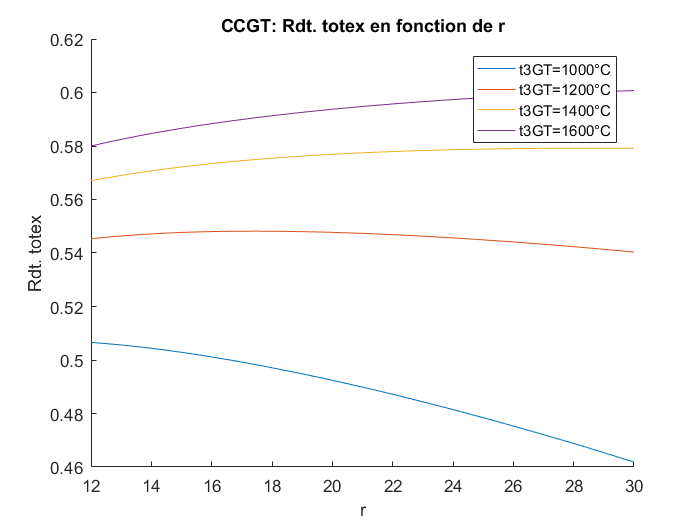 CCGT: Rdt. totex en fonction de r
0.62
0.6
0.58
0.56
0.54
0.52
0.5
0.48
0.46
Rdt. totex
t3GT=1000°C
t3GT=1200°C
t3GT=1400°C
t3GT=1600°C
12 14 16 18 20 22 24 26 28 30
r